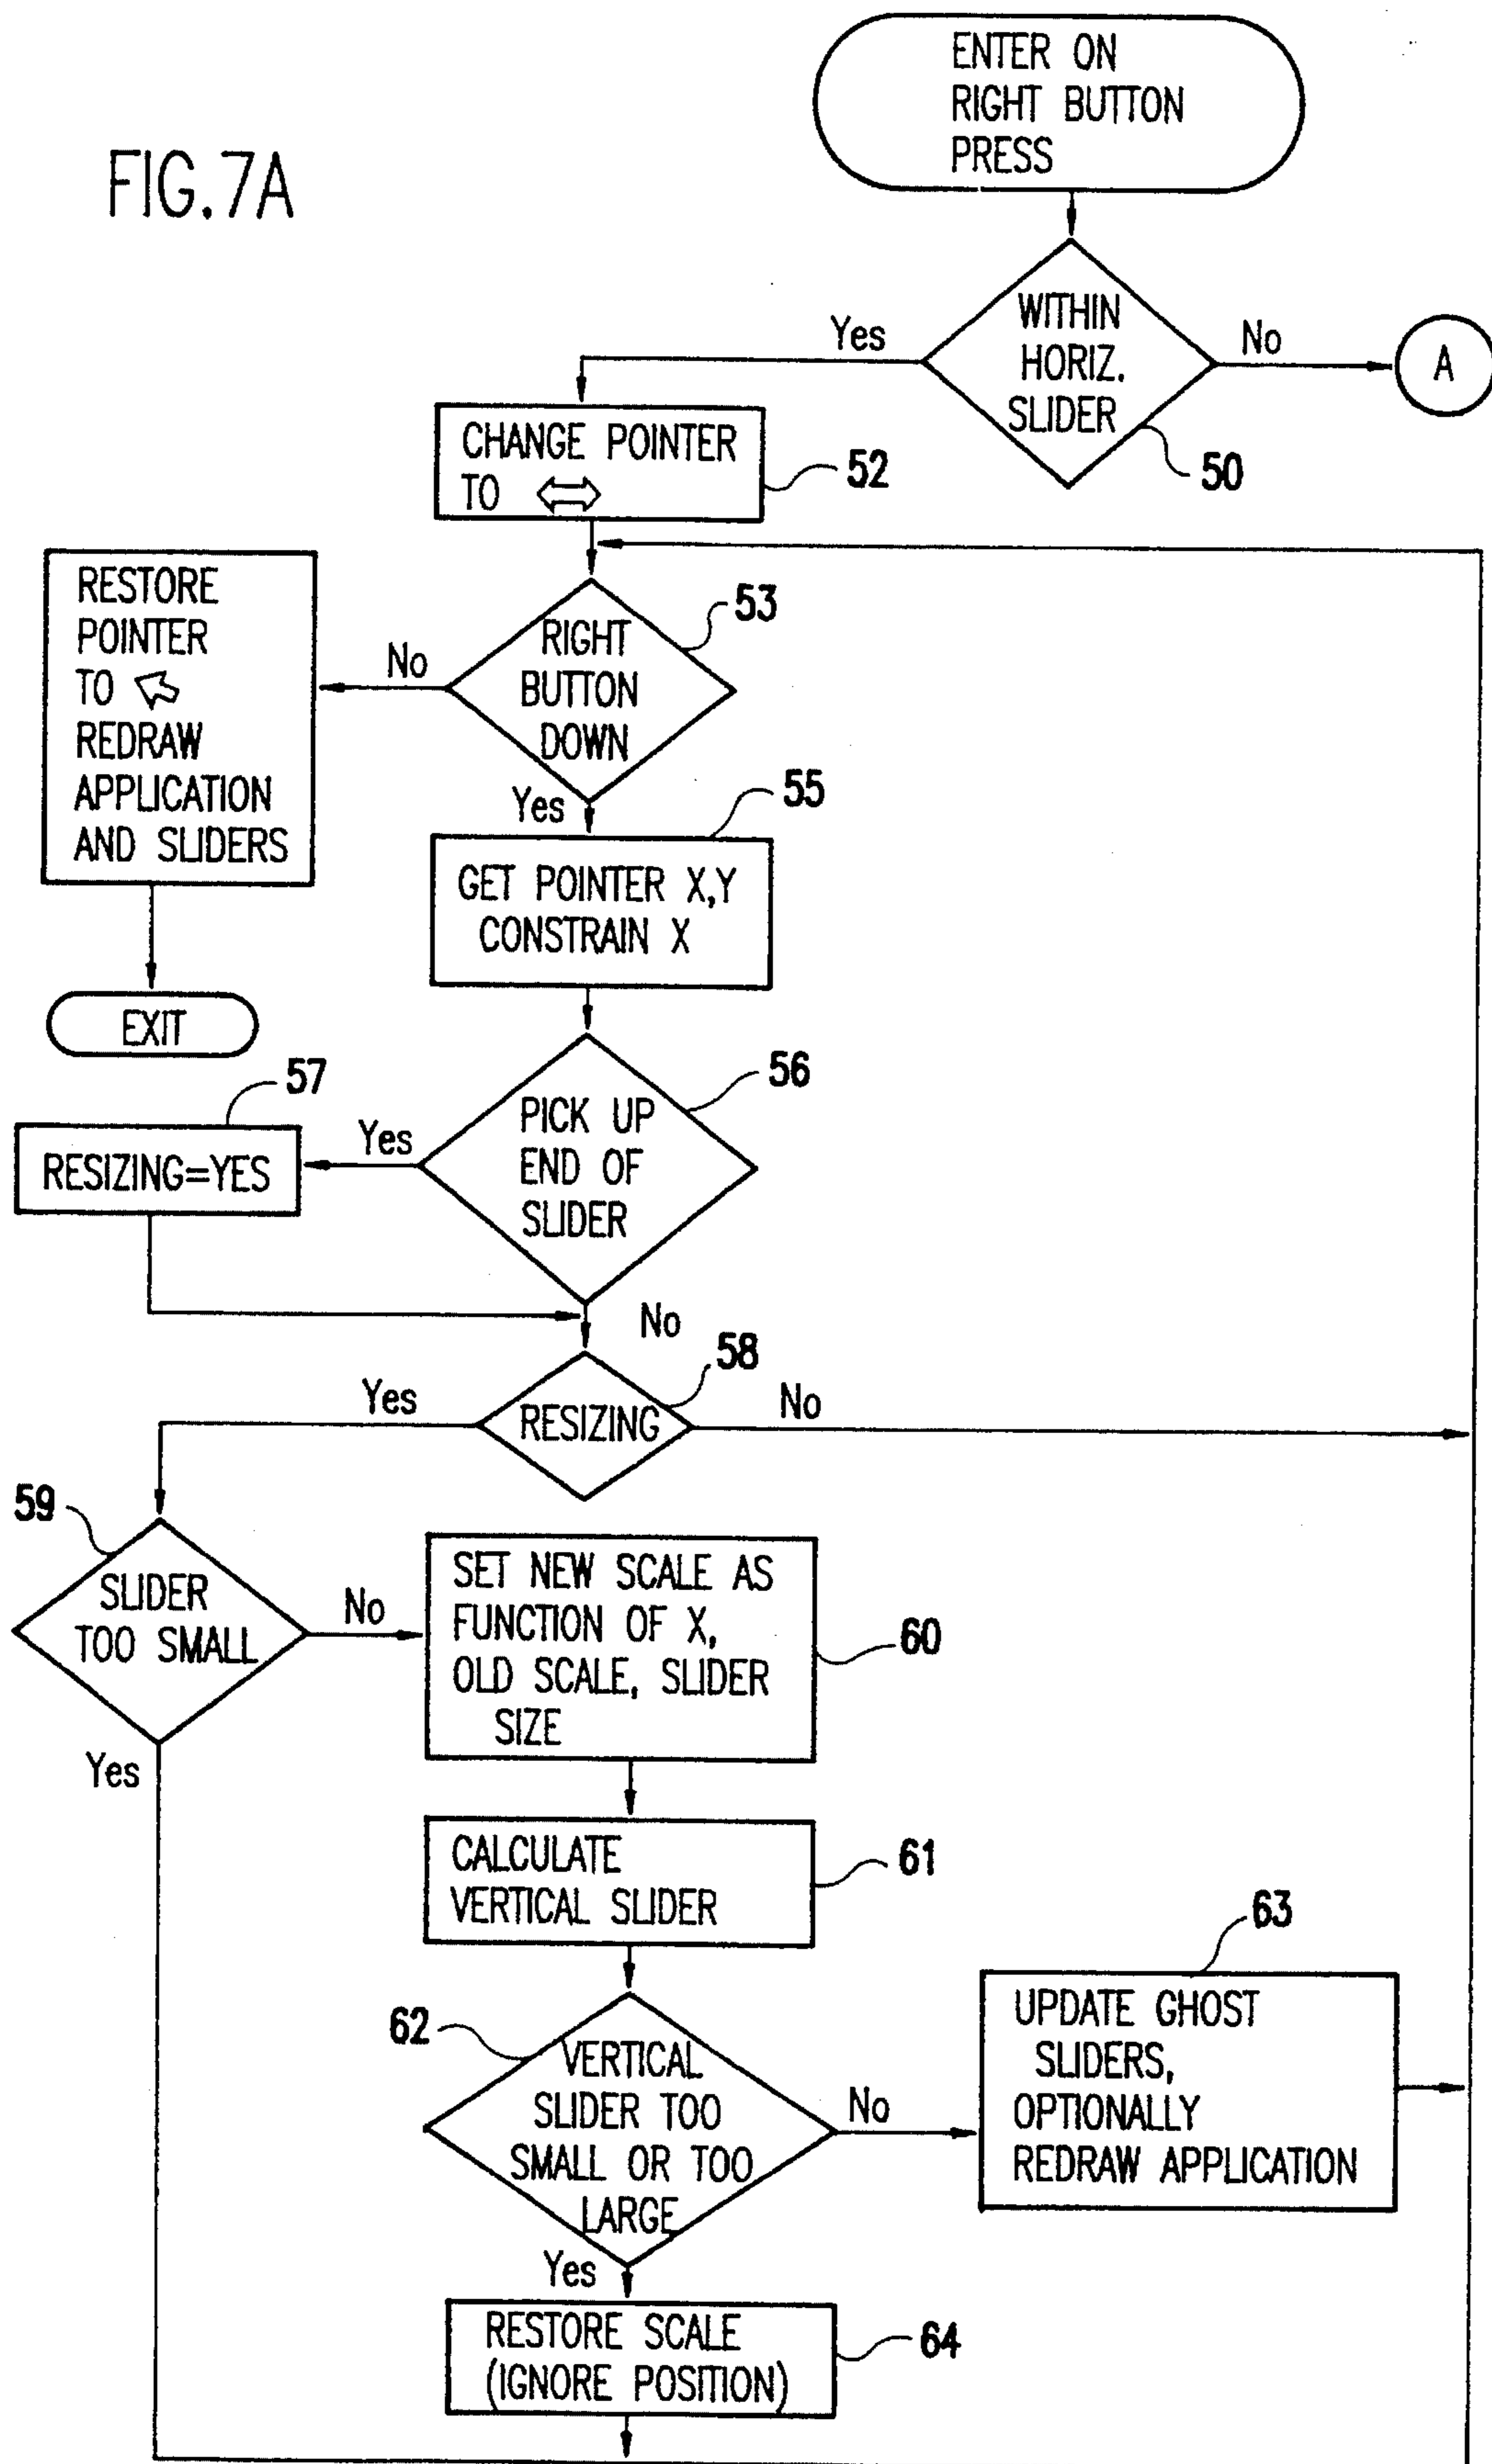 FIG.7A
ENTER ON
RIGHT BUTTON
PRESS
WITHIN
HORIZ.
SLIDER
50
Yes
No
A
CHANGE POINTER
TO
52
RIGHT
BUTTON
DOWN
53
No
RESTORE
POINTER
TO
REDRAW
APPLICATION
AND SLIDERS
EXIT
Yes
55
GET POINTER X,Y
CONSTRAIN X
56
PICK UP
END OF
SLIDER
Yes
57
RESIZING=YES
No
58
RESIZING
Yes
No
59
SLIDER
TOO SMALL
No
Yes
SET NEW SCALE AS
FUNCTION OF X,
OLD SCALE, SLIDER
SIZE
60
CALCULATE
VERTICAL SLIDER
61
62
VERTICAL
SLIDER TOO
SMALL OR TOO
LARGE
No
63
UPDATE GHOST
SLIDERS,
OPTIONALLY
REDRAW APPLICATION
Yes
RESTORE SCALE
(IGNORE POSITION)
64